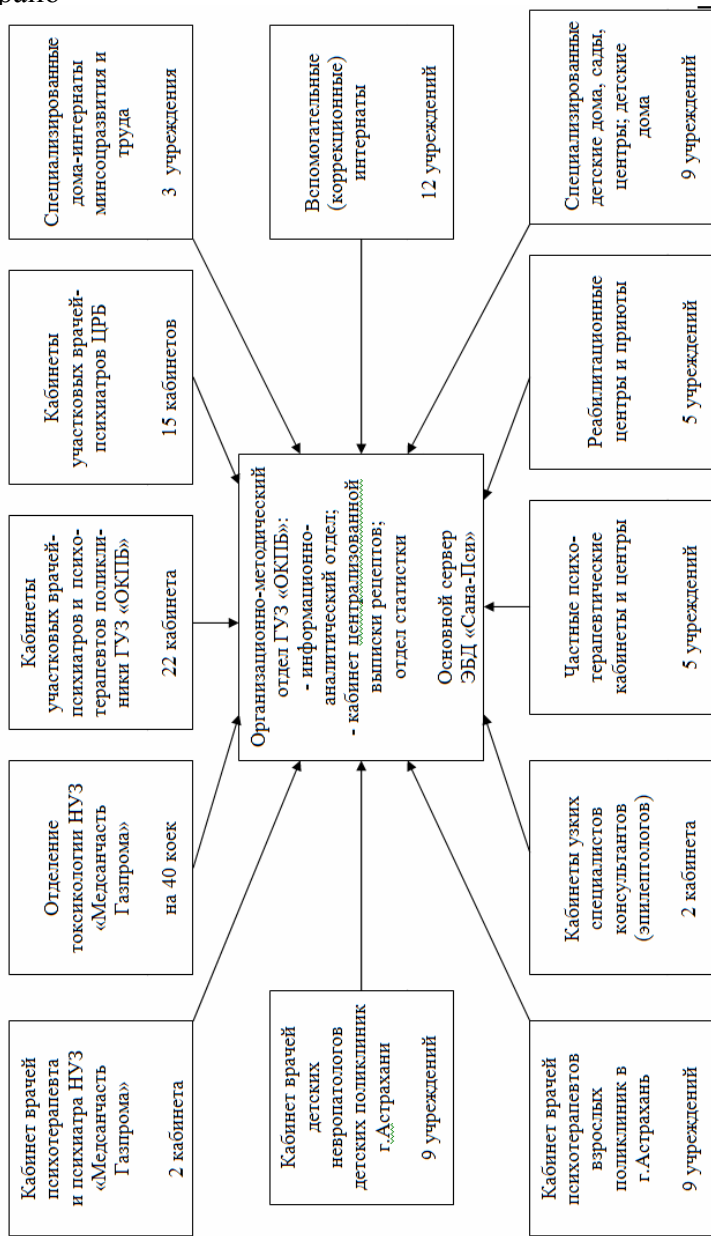 рано
Кабинет врачей
психотерапевта
и психиатра НУЗ
«Медсанчасть
Газпрома»
2 кабинета
Отделение
токсикологии НУЗ
«Медсанчасть
Газпрома»
на 40 коек
Кабинеты
участковых врачей-
психиатров и психо-
терапевтов поликли-
ники ГУЗ «ОКПБ»
22 кабинета
Кабинеты
участковых врачей-
психиатров ЦРБ
15 кабинетов
Специализированные
дома-интернаты
минсоцразвития и
труда
3 учреждения
Кабинет врачей
детских
невропатологов
детских поликлиник
г.Астрахани
9 учреждений
Организационно-методический
отдел ГУЗ «ОКПБ»:
- информационно-
аналитический отдел;
- кабинет централизованной
выписки рецептов;
отдел статистки
Основной сервер
ЭБД «Сана-Пси»
Вспомогательные
(коррекционные)
интернаты
12 учреждений
Кабинет врачей
психотерапевтов
взрослых
поликлиник в
г.Астрахань
9 учреждений
Кабинеты узких
специалистов
консультантов
(эпилептологов)
2 кабинета
Частные психо-
терапевтические
кабинеты и центры
5 учреждений
Реабилитационные
центры и приюты
5 учреждений
Специализированные
детские дома, сады,
центры; детские
дома
9 учреждений